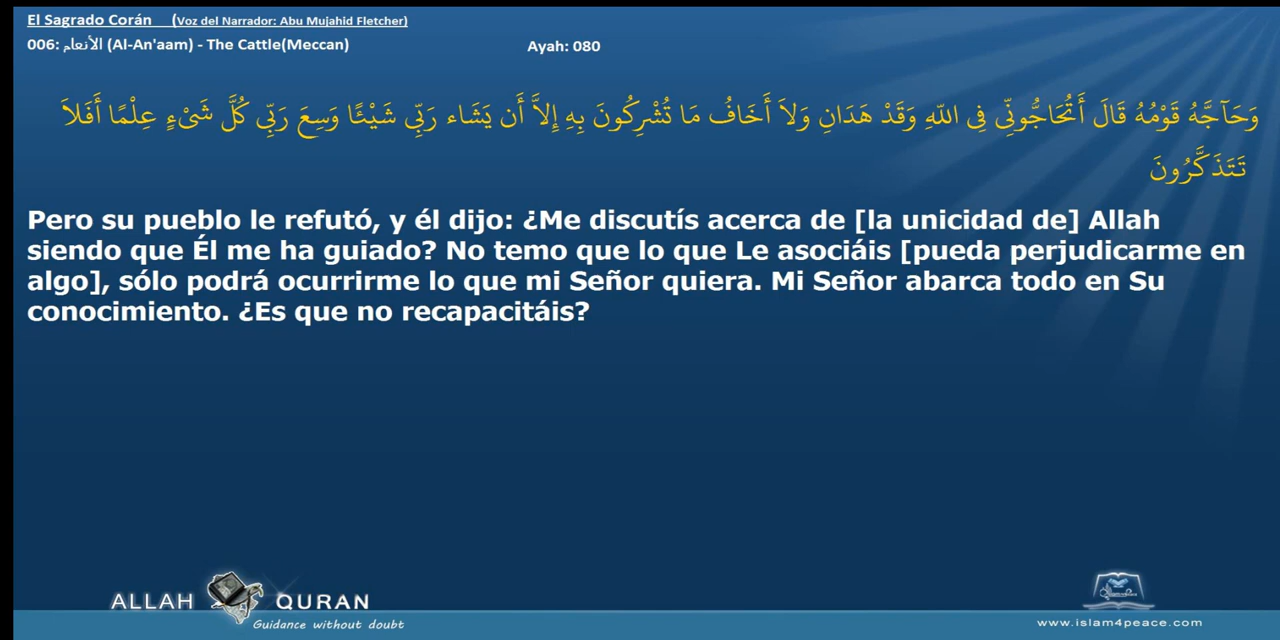 El Sagrado Corán (Voz del Narrador: Abu Mujahid Fletcher)
006: الأنعام (Al-An'aam) - The Cattle(Meccan) Ayah: 080
وَحَآجَّهُ قَوْمُهُ قَالَ أَتُحَاجُّونِّي فِي اللّهِ وَقَدْ هَدَانِ وَلاَ أَخَافُ مَا تُشْرِكُونَ بِهِ إِلاَّ أَن يَشَاء رَبِّي شَيْئًا وَسِعَ رَبِّي كُلَّ شَيْءٍ عِلْمًا أَفَلاَ
تَتَذَكَّرُونَ
Pero su pueblo le refutó, y él dijo: ¿Me discutís acerca de [la unicidad de] Allah
siendo que Él me ha guiado? No temo que lo que Le asociáis [pueda perjudicarme en
algo], sólo podrá ocurrirme lo que mi Señor quiera. Mi Señor abarca todo en Su
conocimiento. ¿Es que no recapacitáis?
ALLAH QURAN
Guidance without doubt
www.islam4peace.com